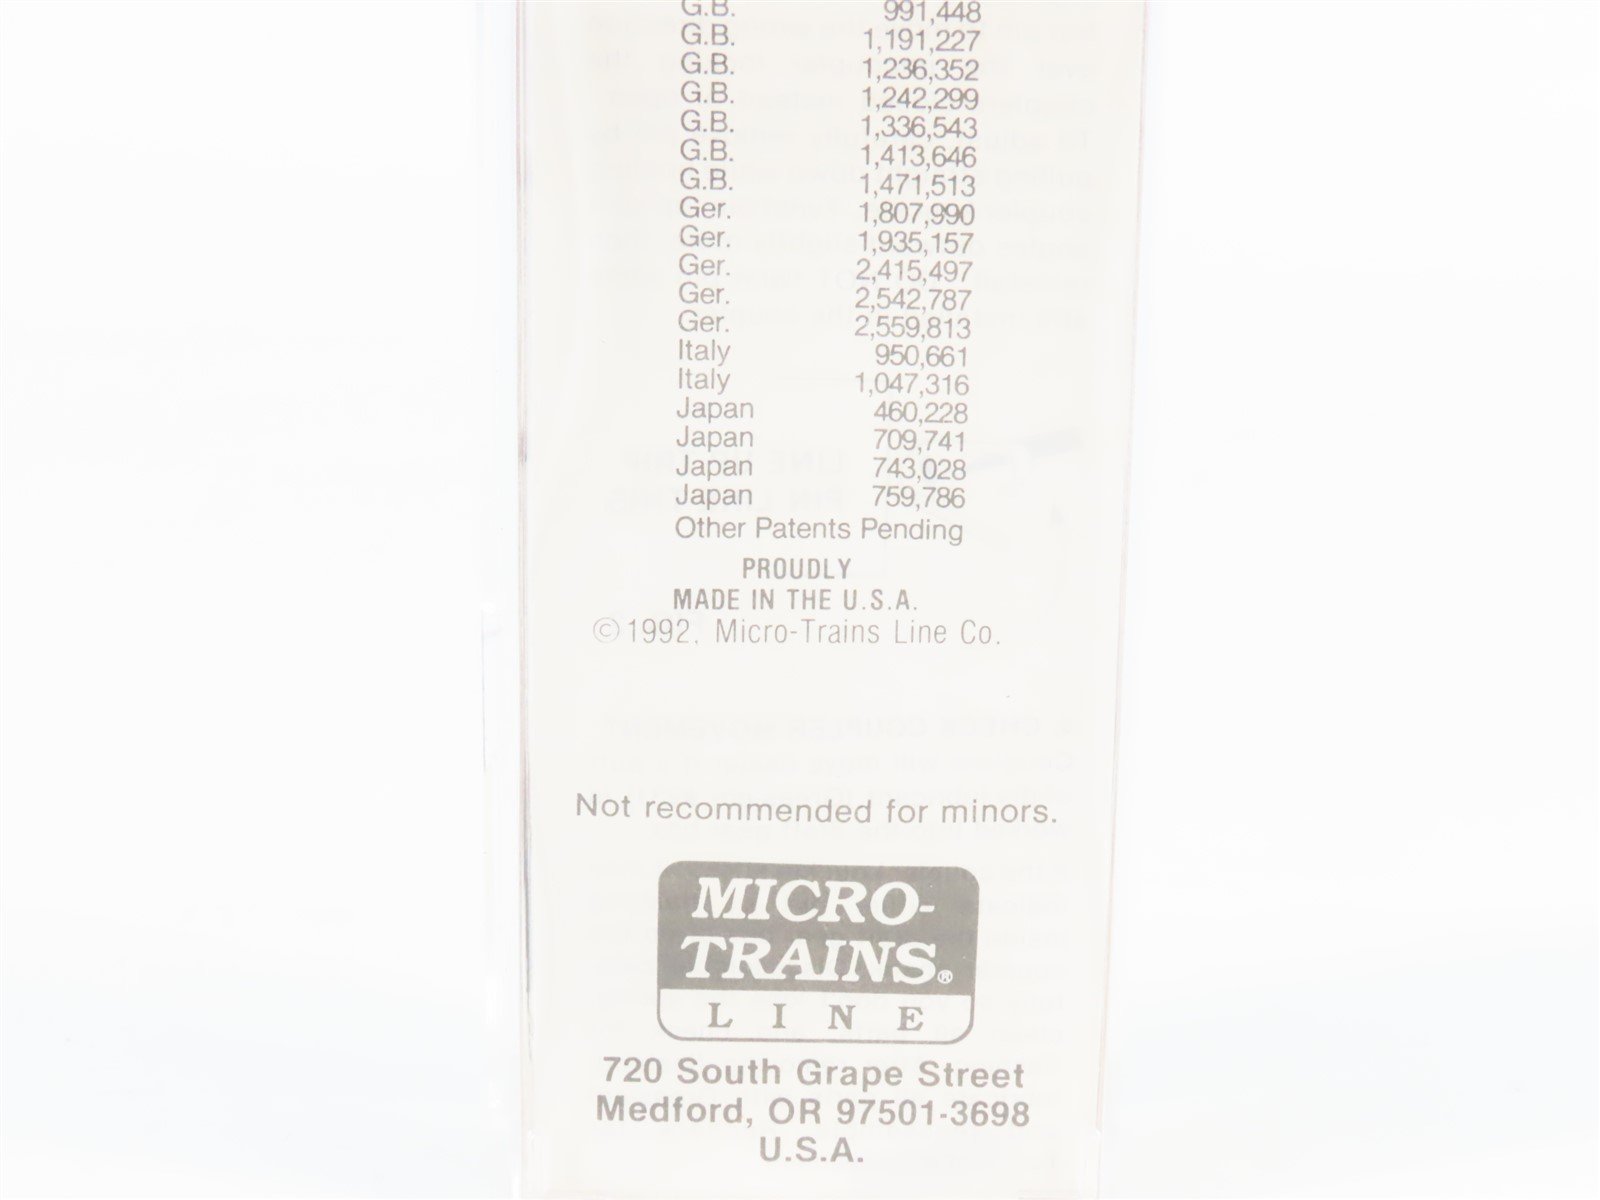 G.B. 991,448
G.B. 1,191,227
G.B. 1,236,352
G.B. 1,242,299
G.B. 1,336,543
G.B. 1,413,646
G.B. 1,471,513
Ger. 1,807,990
Ger. 1,935,157
Ger. 2,415,497
Ger. 2,542,787
Ger. 2,559,813
Italy 950,661
Italy 1,047,316
Japan 460,228
Japan 709,741
Japan 743,028
Japan 759,786
Other Patents Pending
PROUDLY
MADE IN THE U.S.A.
©1992, Micro-Trains Line Co.
Not recommended for minors.
MICRO-
TRAINS®
LINE
720 South Grape Street
Medford, OR 97501-3698
U.S.A.